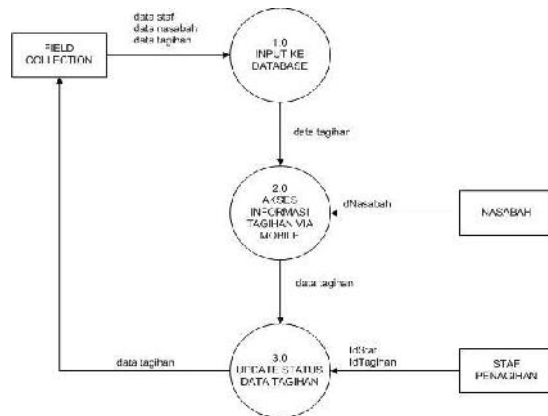 data staf
data nasabah
data tagihan
FIELD
COLLECTION
1.0
INPUT KE
DATABASE
data tagihan
2.0
AKSES
INFORMASI
TAGIHAN VIA
MOBILE
dNasabah
NASABAH
data tagihan
3.0
UPDATE STATUS
DATA TAGIHAN
data tagihan
IdStaf
IdTagihan
STAF
PENAGIHAN